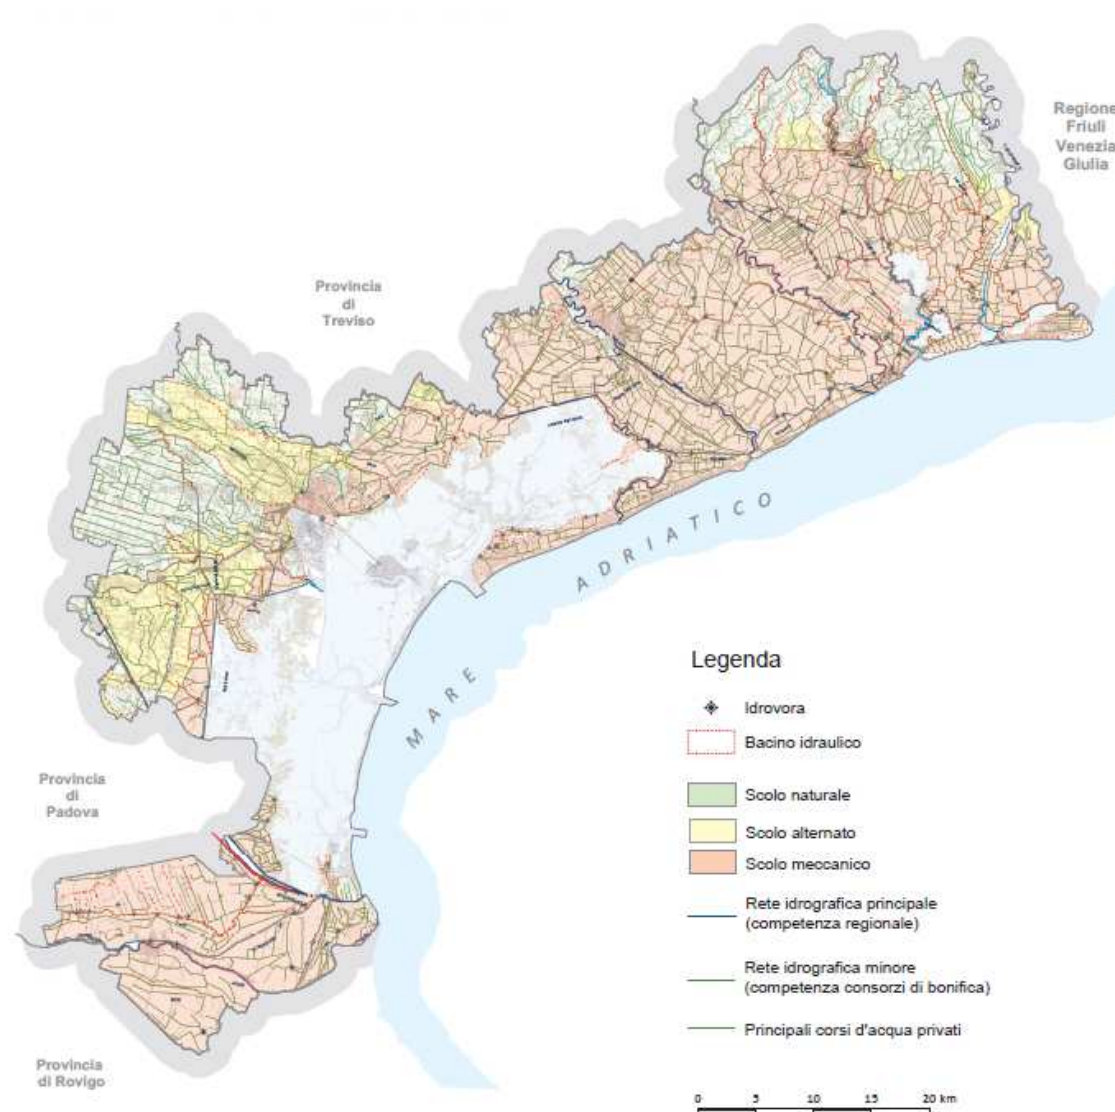 Regione
Friuli
Venezia
Giulia
Provincia
di
Treviso
MARE ADRIATICO
Provincia
di
Padova
Provincia
di Rovigo
Legenda
Idrovora
Bacino idraulico
Scolo naturale
Scolo alternato
Scolo meccanico
Rete idrografica principale
(competenza regionale)
Rete idrografica minore
(competenza consorzi di bonifica)
Principali corsi d'acqua privati
0 5 10 15 20 km